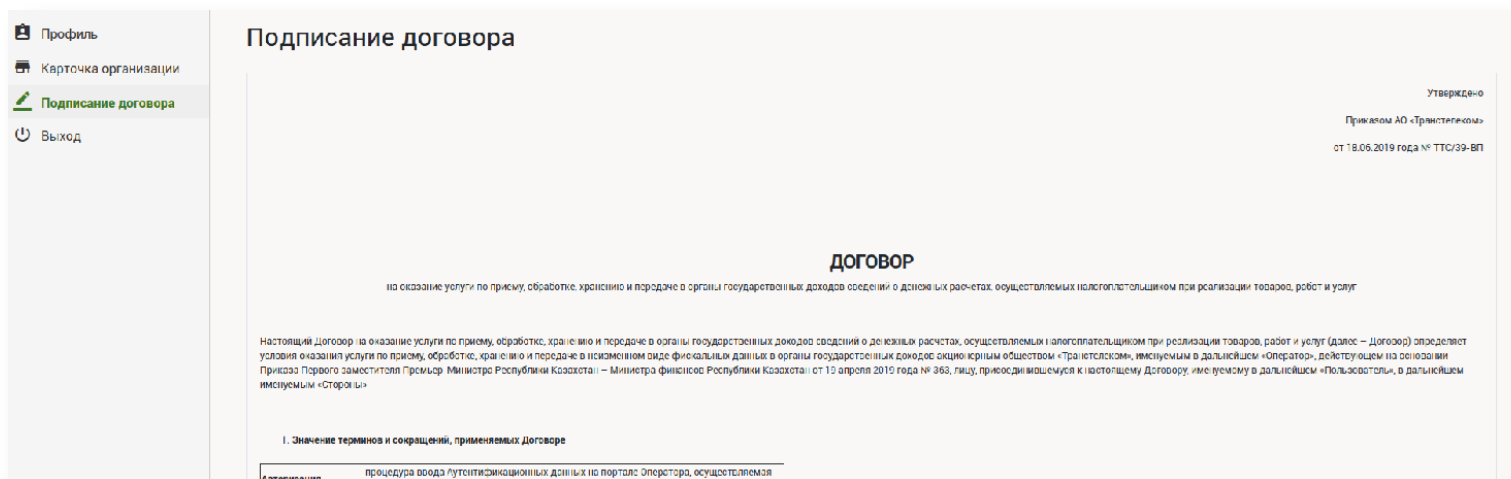 Профиль
Карточка организации
Подписание договора
Выход
Подписание договора
Утверждено
Приказом АО «Транстелеком»
от 18.06.2019 года № ТТС/39-ВП
ДОГОВОР
на оказание услуги по приему, обработке, хранению и передаче в органы государственных доходов сведений о денежных расчетах, осуществляемых налогоплательщиком при реализации товаров, работ и услуг
Настоящий Договор на оказание услуги по приему, обработке, хранению и передаче в органы государственных доходов сведений о денежных расчетах, осуществляемых налогоплательщиком при реализации товаров, работ и услуг (далее – Договор) определяет
условия оказания услуги по приему, обработке, хранению и передаче в неизменном виде фискальных данных в органы государственных доходов акционерным обществом «Транстелеком», именуемым в дальнейшем «Оператор», действующем на основании
Приказа Первого заместителя Премьер-Министра Республики Казахстан – Министра финансов Республики Казахстан от 19 апреля 2019 года № 363, лицу, присоединившемуся к настоящему Договору, именуемому в дальнейшем «Пользователь», в дальнейшем
именуемым «Стороны»
1. Значение терминов и сокращений, применяемых Договоре
процедура ввода Аутентификационных данных на портале Оператора, осуществляемая
Авторизация